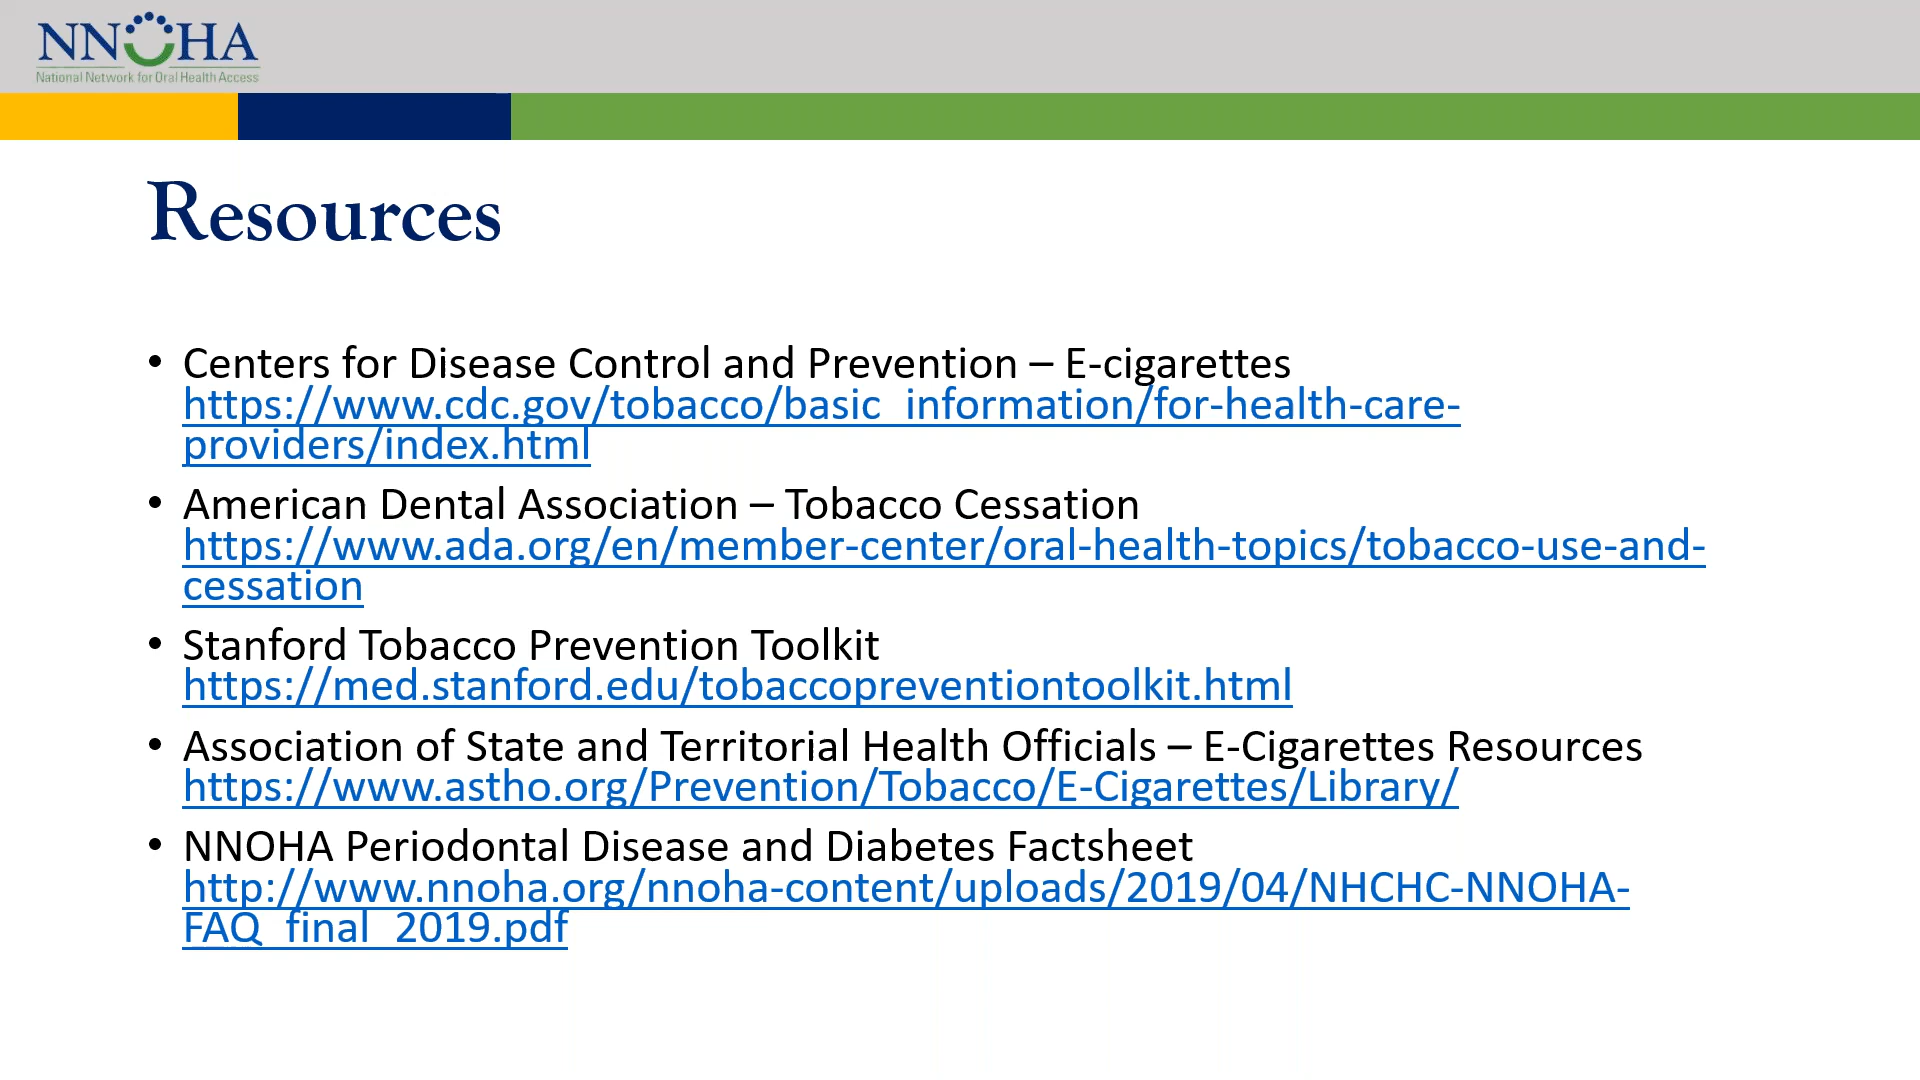 NNOHA
National Network for Oral Health Access
Resources
• Centers for Disease Control and Prevention – E-cigarettes
https://www.cdc.gov/tobacco/basic_information/for-health-care-
providers/index.html
• American Dental Association – Tobacco Cessation
https://www.ada.org/en/member-center/oral-health-topics/tobacco-use-and-
cessation
• Stanford Tobacco Prevention Toolkit
https://med.stanford.edu/tobaccopreventiontoolkit.html
• Association of State and Territorial Health Officials – E-Cigarettes Resources
https://www.astho.org/Prevention/Tobacco/E-Cigarettes/Library/
• NNOHA Periodontal Disease and Diabetes Factsheet
http://www.nnoha.org/nnoha-content/uploads/2019/04/NHCHC-NNOHA-
FAQ_final_2019.pdf